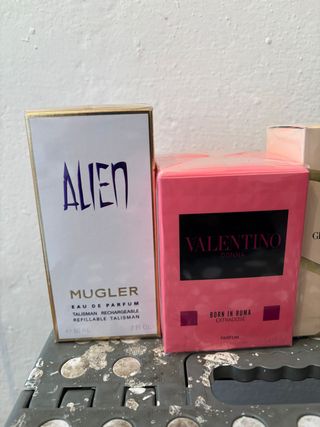 ALIEN
MUGLER
EAU DE PARFUM
TALISMAN RECHARGEABLE
REFILLABLE TALISMAN
VALENTINO
DONNA
BORN IN ROMA
EXTRADOSE
PARFUM